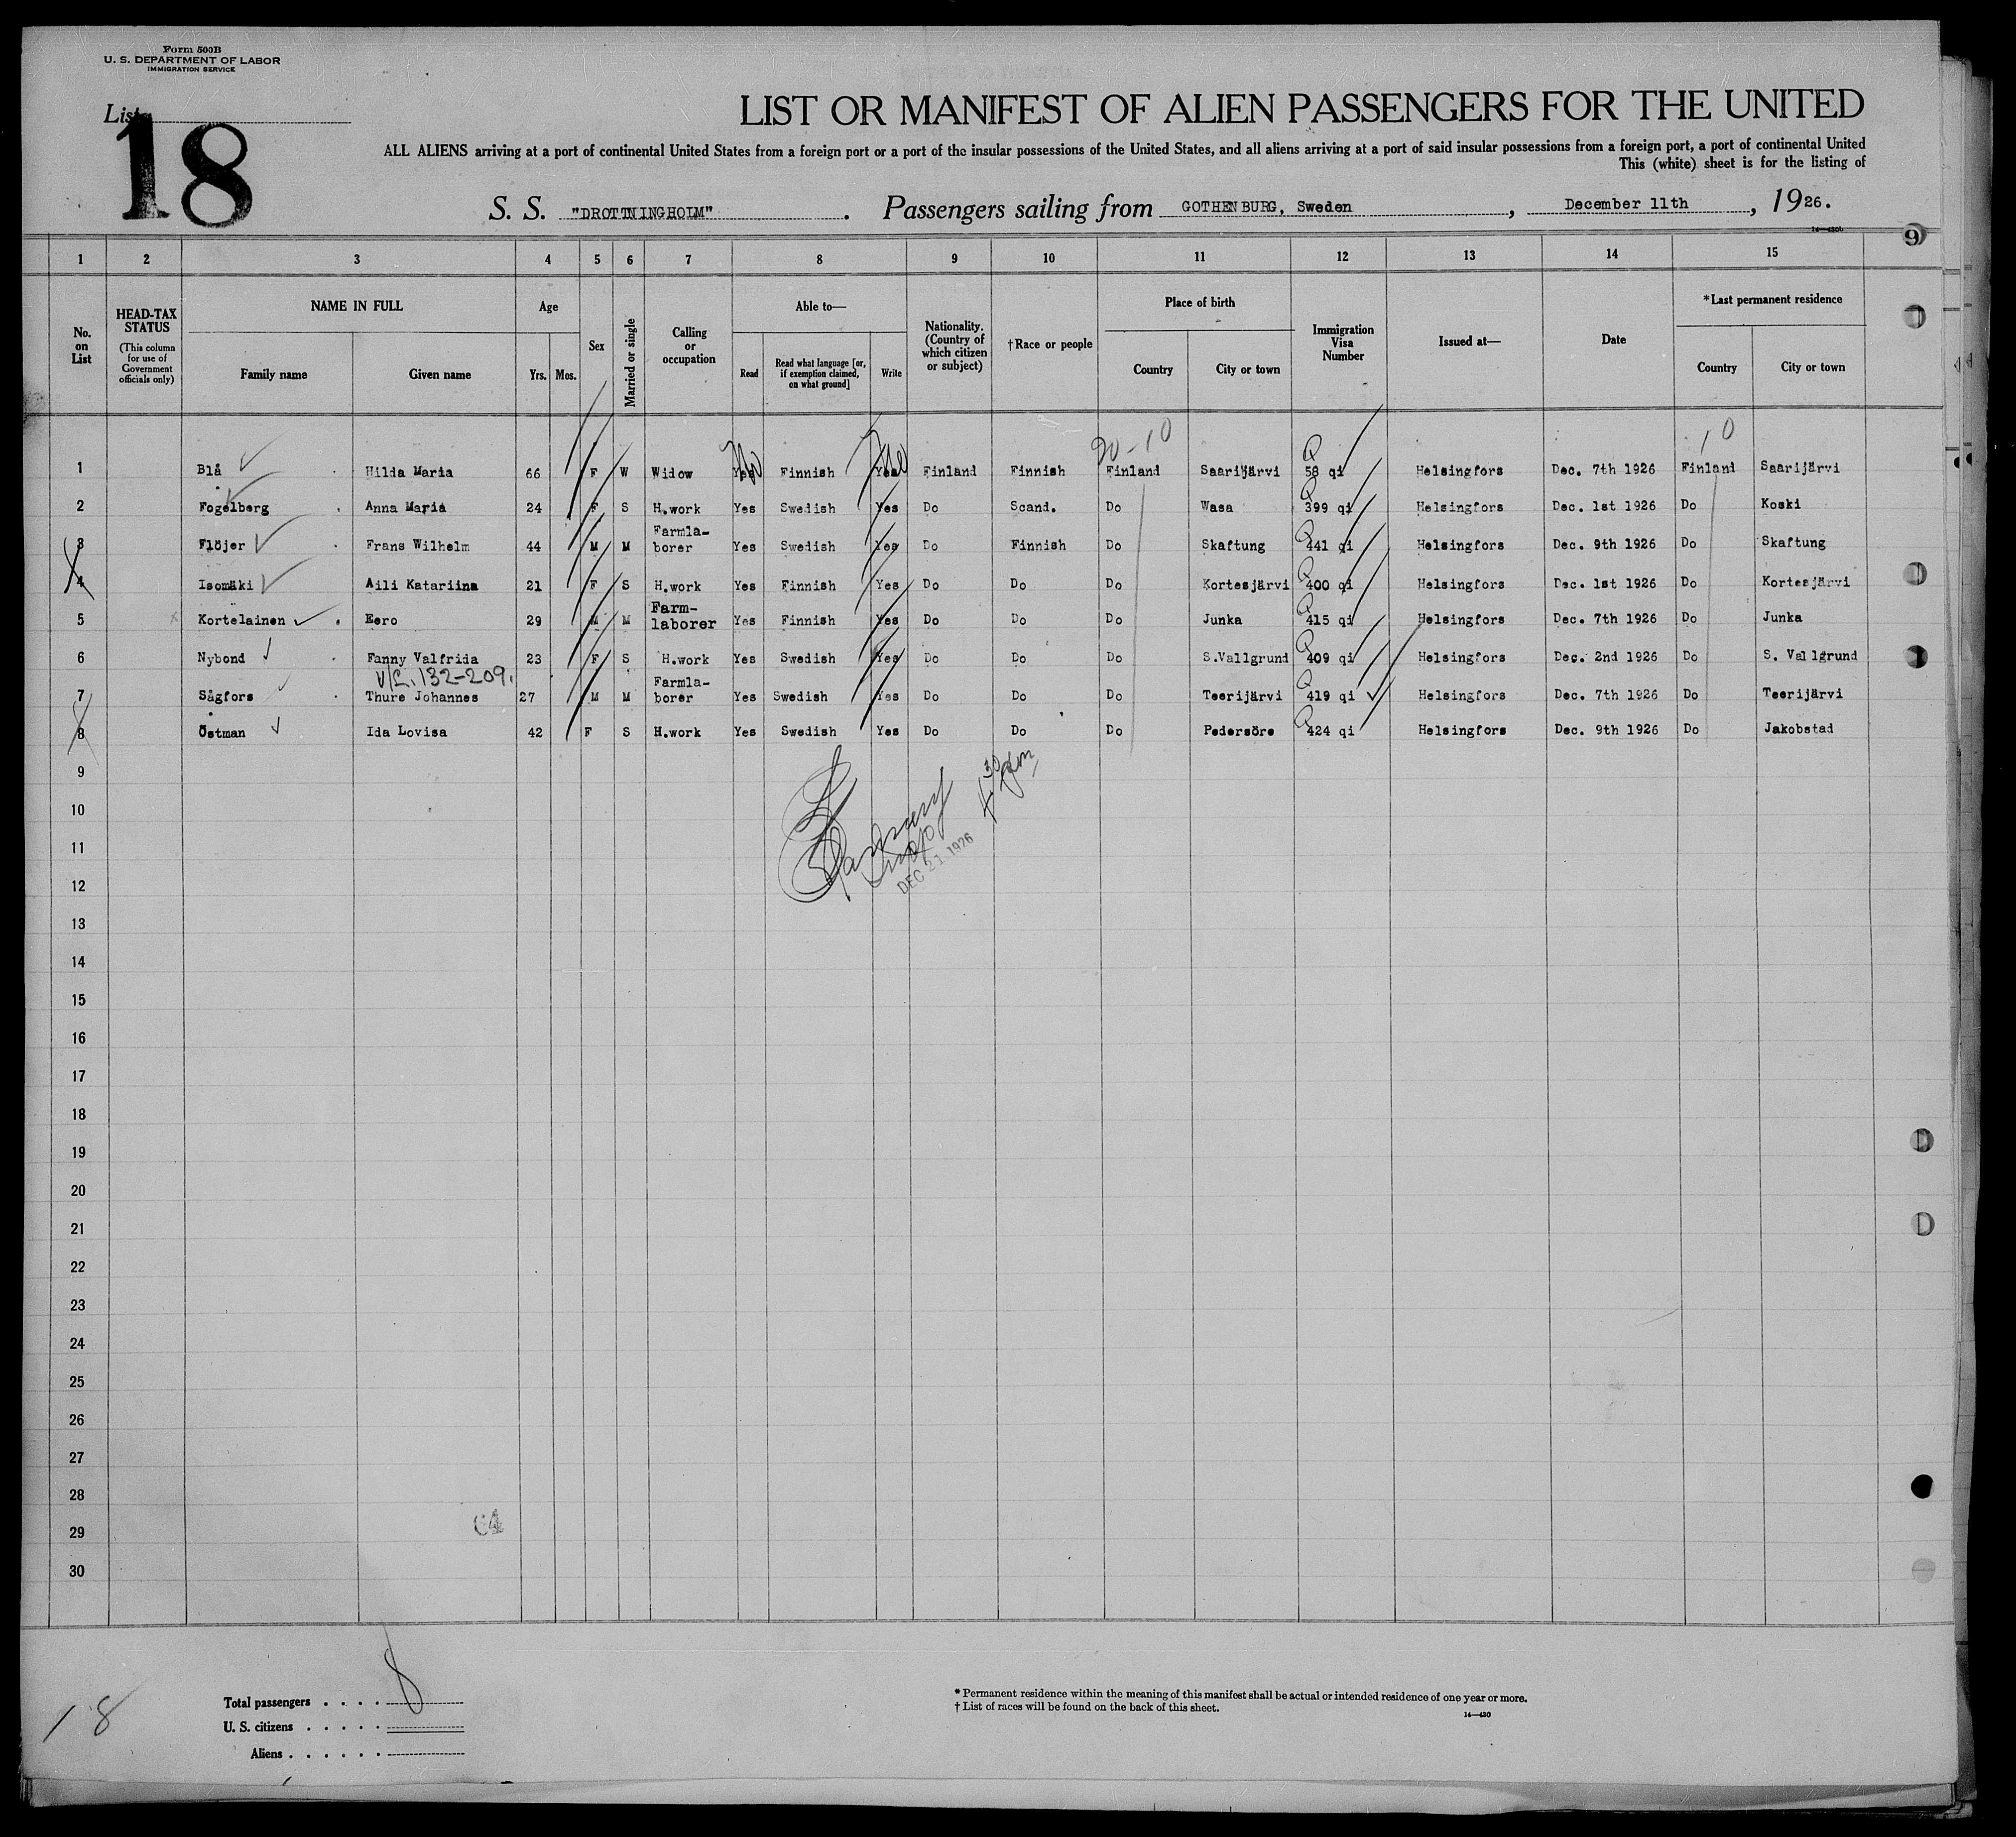 Form 500B
U. S. DEPARTMENT OF LABOR
IMMIGRATION SERVICE
List
18
LIST OR MANIFEST OF ALIEN PASSENGERS FOR THE UNITED
ALL ALIENS arriving at a port of continental United States from a foreign port or a port of the insular possessions of the United States, and all aliens arriving at a port of said insular possessions from a foreign port, a port of continental United
This (white) sheet is for the listing of
S. S. "DROTTNINGHOLM". Passengers sailing from GOTHENBURG, Sweden, December 11th, 1926.
14—430b
9
1 2 3 4 5 6 7 8 9 10 11 12 13 14 15
No. on List
HEAD-TAX STATUS
(This column for use of Government officials only)
NAME IN FULL
Family name Given name
Age
Yrs. Mos.
Sex
Married or single
Calling or occupation
Able to—
Read
Read what language [or, if exemption claimed, on what ground]
Write
Nationality. (Country of which citizen or subject)
†Race or people
Place of birth
Country City or town
Immigration Visa Number
Issued at—
Date
*Last permanent residence
Country City or town
90-10
10
1 Blå Hilda Maria 66 F W Widow Yes No Finnish Yes No Finland Finnish Finland Saarijärvi Q 58 qi Helsingfors Dec. 7th 1926 Finland Saarijärvi
2 Fogelberg Anna Maria 24 F S H.work Yes Swedish Yes Do Scand. Do Wasa Q 399 qi Helsingfors Dec. 1st 1926 Do Koski
3 Flöjer Frans Wilhelm 44 M M Farmla-borer Yes Swedish Yes Do Finnish Do Skaftung Q 441 qi Helsingfors Dec. 9th 1926 Do Skaftung
4 Isomäki Aili Katariina 21 F S H.work Yes Finnish Yes Do Do Do Kortesjärvi Q 400 qi Helsingfors Dec. 1st 1926 Do Kortesjärvi
5 Kortelainen Eero 29 M M Farm-laborer Yes Finnish Yes Do Do Do Junka Q 415 qi Helsingfors Dec. 7th 1926 Do Junka
6 Nybond Fanny Valfrida 23 F S H.work Yes Swedish Yes Do Do Do S.Vallgrund Q 409 qi Helsingfors Dec. 2nd 1926 Do S. Vallgrund
V/L. 132-209.
7 Sågfors Thure Johannes 27 M M Farmla-borer Yes Swedish Yes Do Do Do Teerijärvi Q 419 qi Helsingfors Dec. 7th 1926 Do Teerijärvi
8 Östman Ida Lovisa 42 F S H.work Yes Swedish Yes Do Do Do Pedersöre Q 424 qi Helsingfors Dec. 9th 1926 Do Jakobstad
9
10
11
DEC 21 1926
12
13
14
15
16
17
18
19
20
21
22
23
24
25
26
27
28
29
30
18
Total passengers . . . . 8
U. S. citizens . . . . .
Aliens . . . . . .
* Permanent residence within the meaning of this manifest shall be actual or intended residence of one year or more.
† List of races will be found on the back of this sheet.
14—430